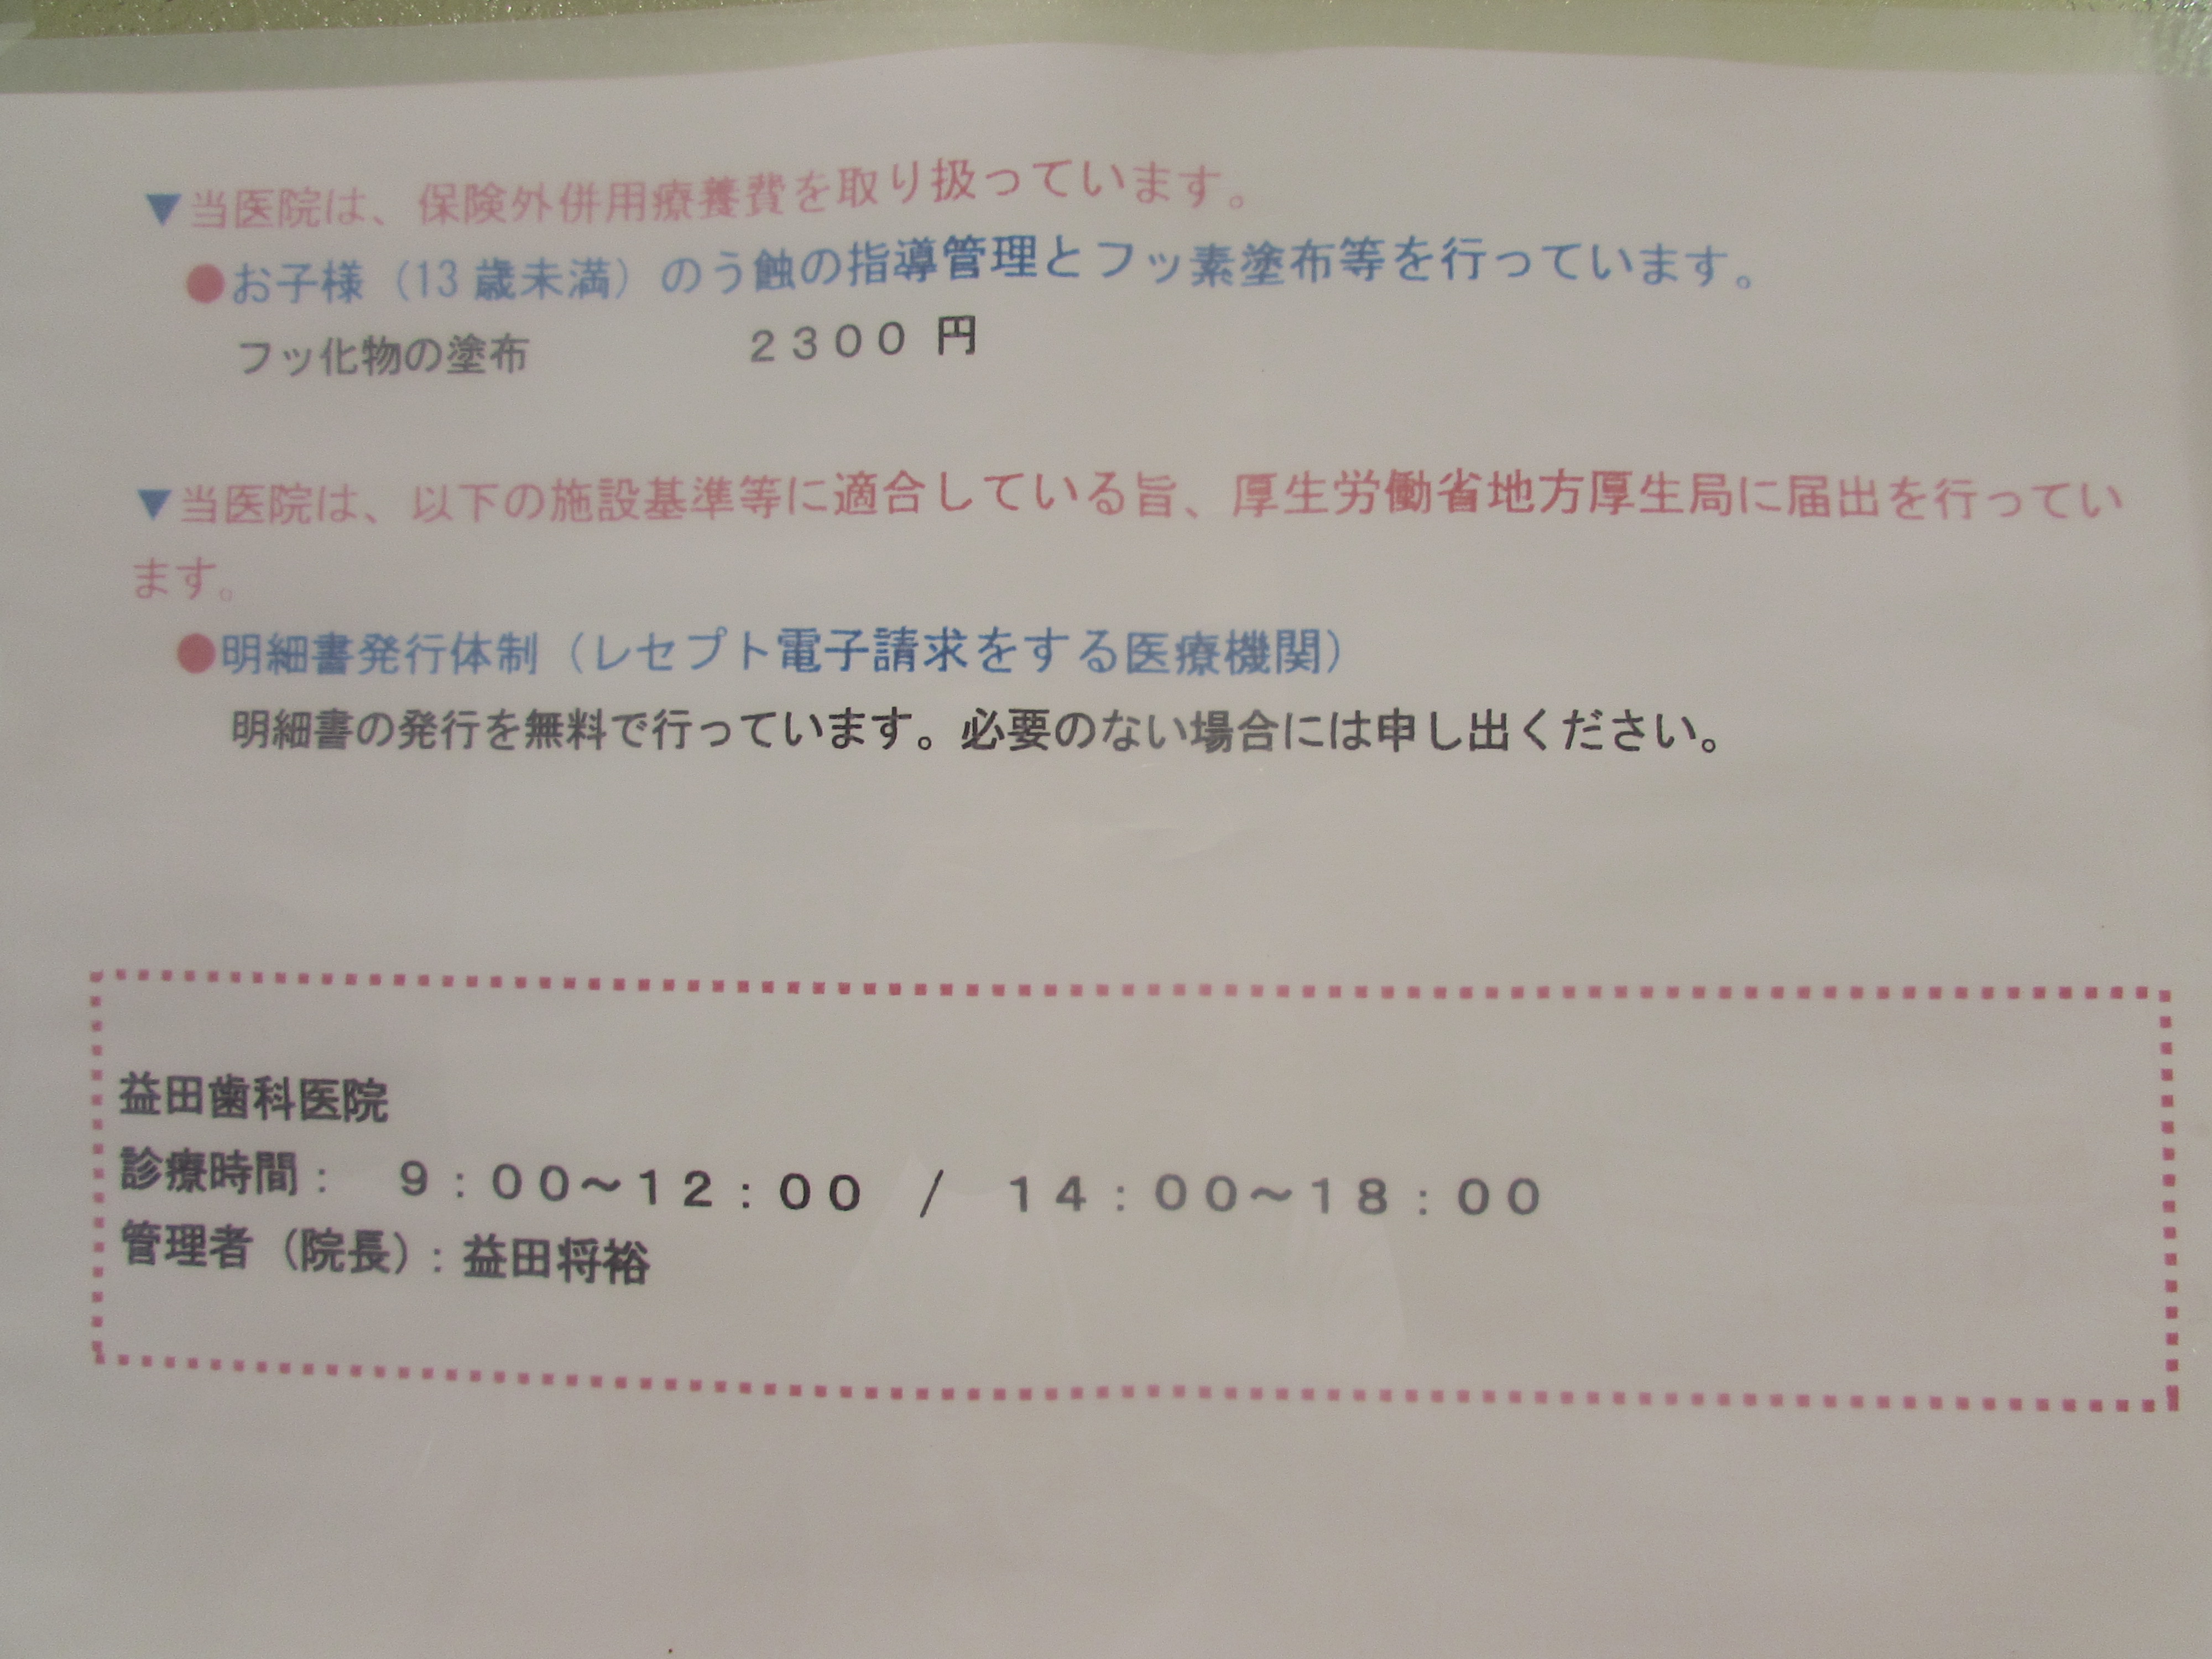 ▼当医院は、保険外併用療養費を取り扱っています。
●お子様（13 歳未満）のう蝕の指導管理とフッ素塗布等を行っています。
フッ化物の塗布　２３００ 円
▼当医院は、以下の施設基準等に適合している旨、厚生労働省地方厚生局に届出を行ってい
ます。
●明細書発行体制（レセプト電子請求をする医療機関）
明細書の発行を無料で行っています。必要のない場合には申し出ください。
益田歯科医院
診療時間：　９：００～１２：００　/　１４：００～１８：００
管理者（院長）：益田将裕